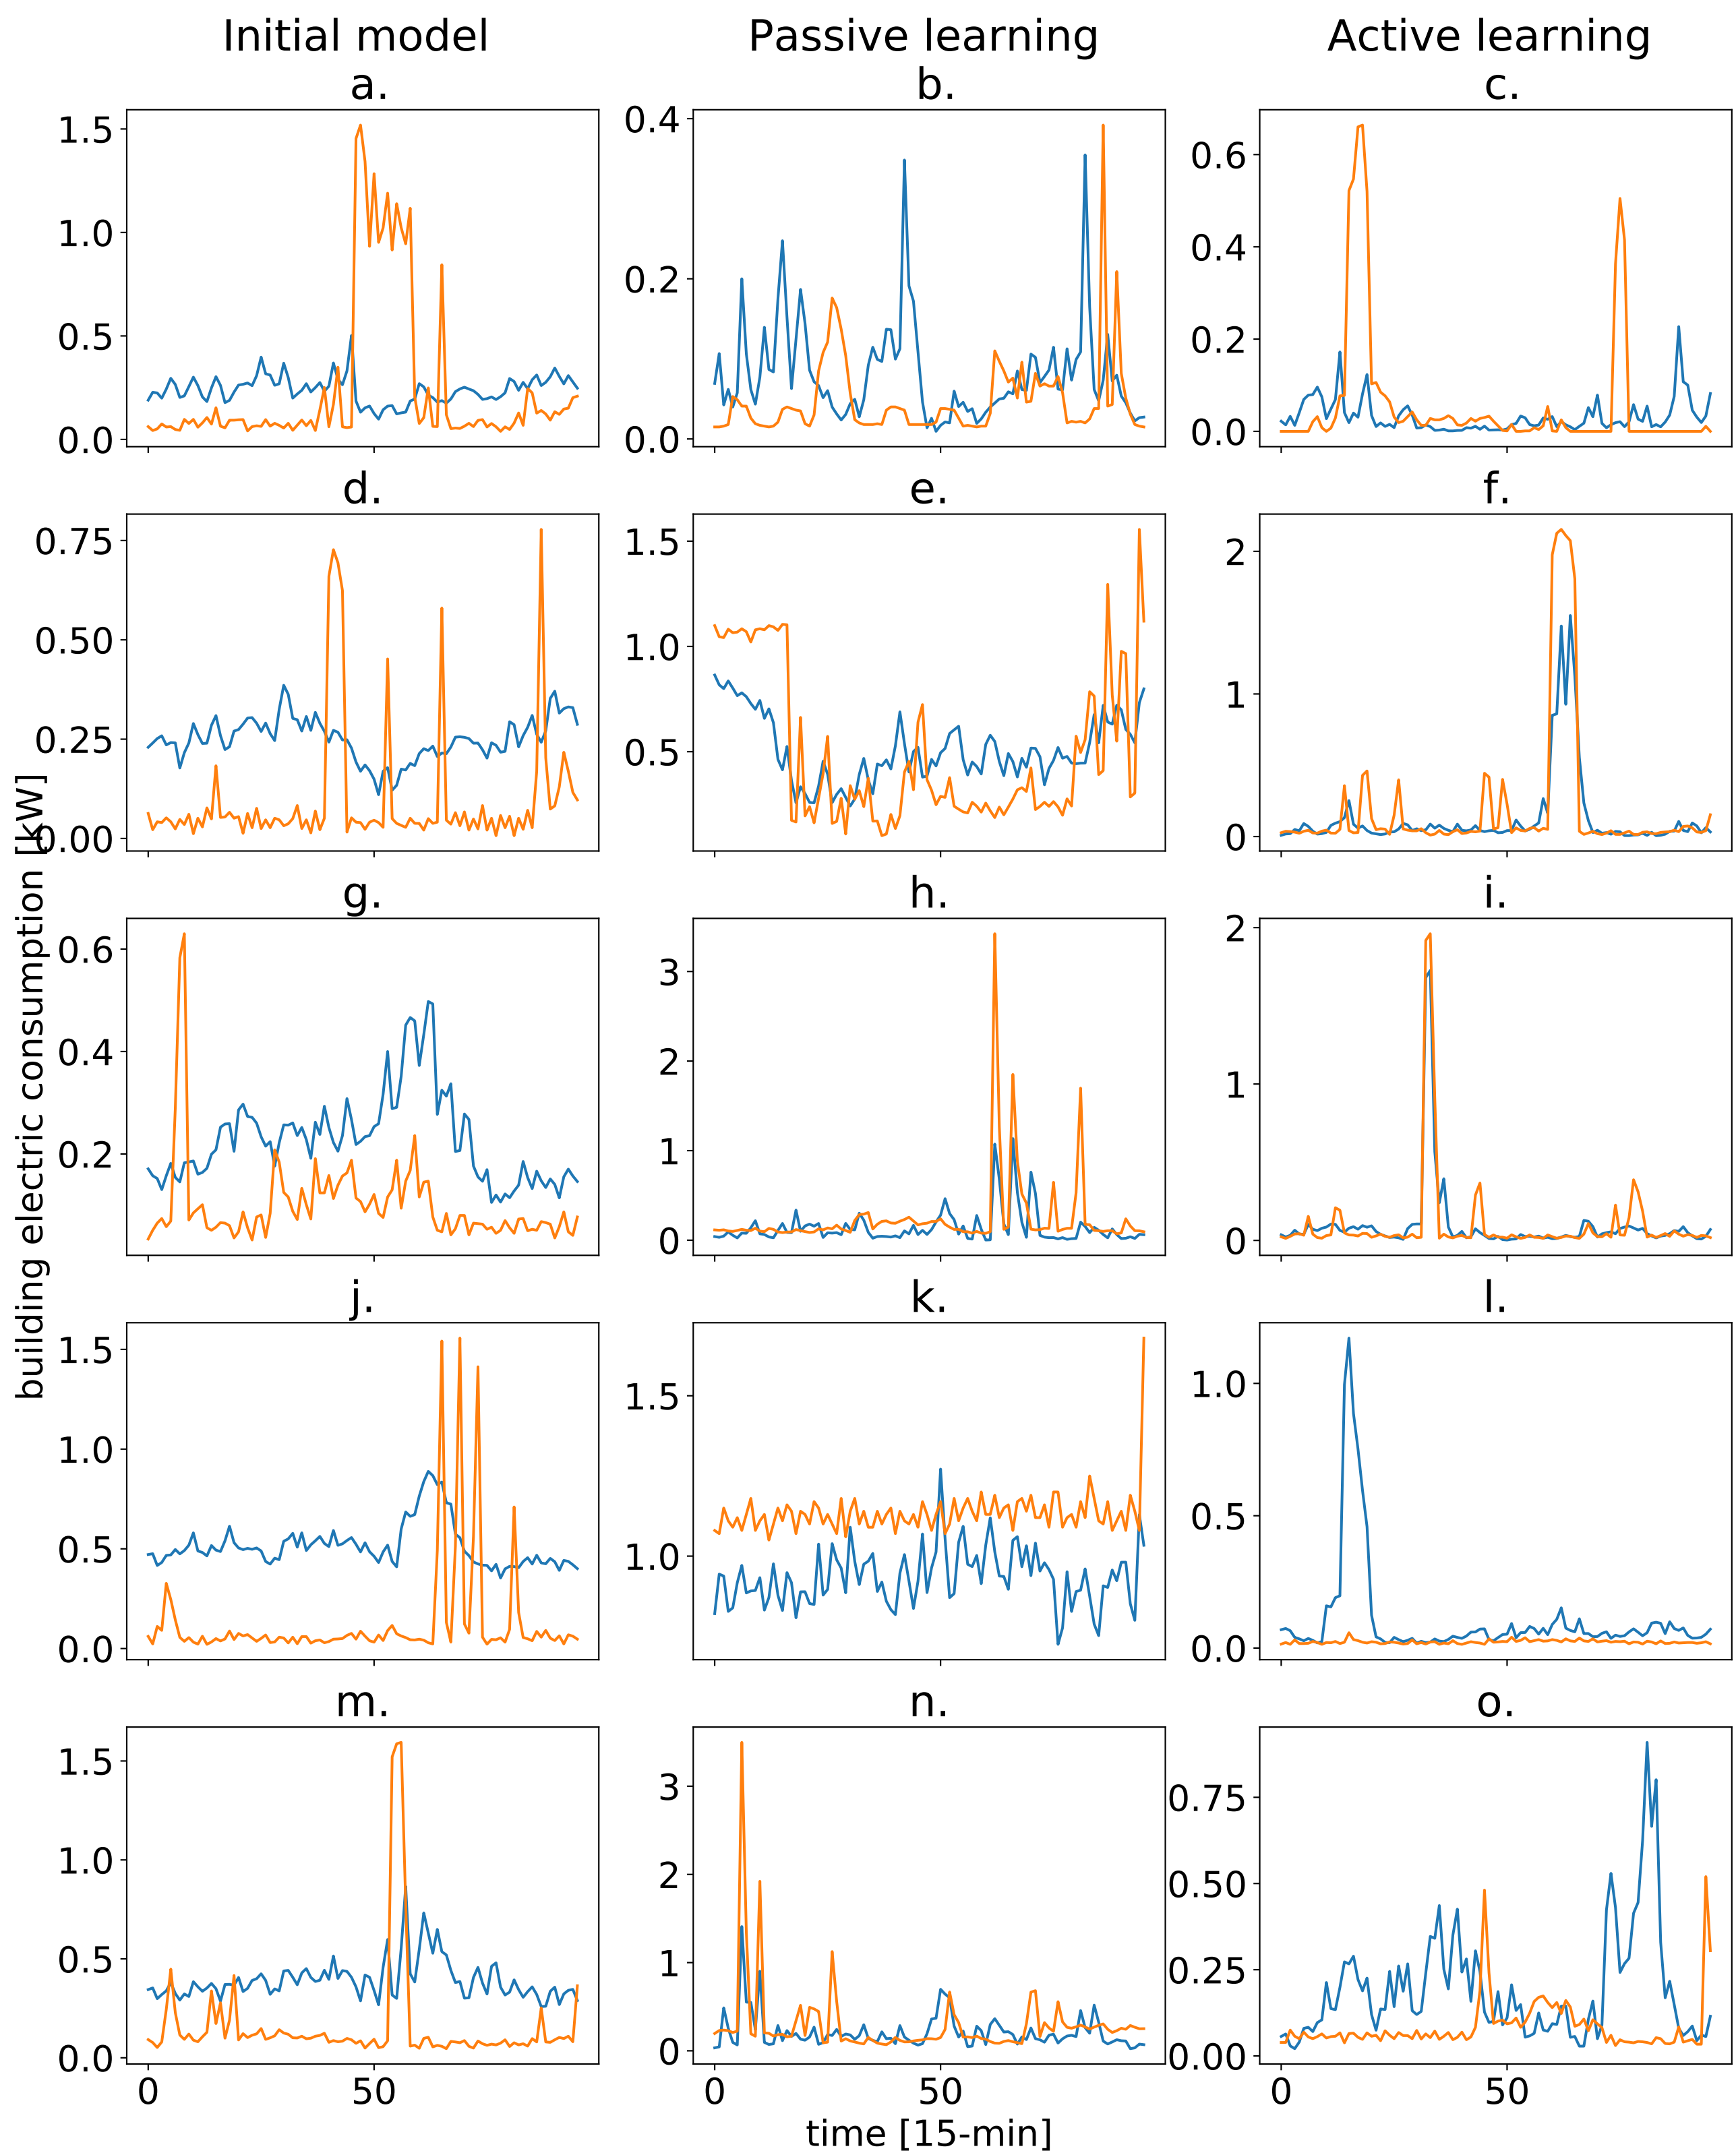 Initial model Passive learning Active learning
a. b. c.
1.5 0.4 0.6
1.0 0.4
0.5 0.2 0.2
0.0 0.0 0.0
d. e. f.
0.75 1.5 2
0.50 1.0 1
0.25 0.5
0.00 0
g. h. i.
0.6 3 2
0.4 2 1
0.2 1
0 0
j. k. l.
1.5 1.5 1.0
1.0 1.0 0.5
0.5
0.0 0.0
m. n. o.
1.5 3 0.75
1.0 2 0.50
0.5 1 0.25
0.0 0 0.00
0 50 0 50 0 50
building electric consumption [kW]
time [15-min]